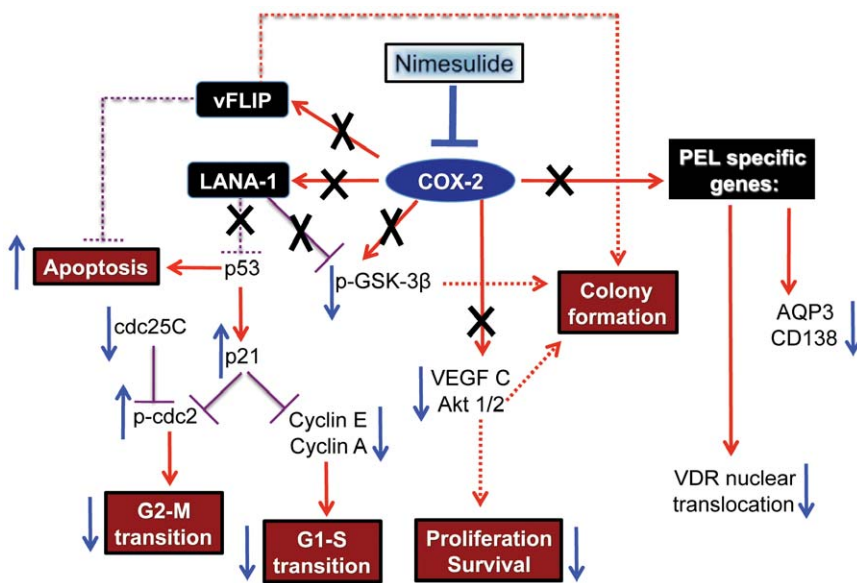 Nimesulide
vFLIP
LANA-1
COX-2
PEL specific
genes:
Apoptosis
p53
p-GSK-3β
Colony
formation
AQP3
CD138
cdc25C
p21
VEGF C
Akt 1/2
p-cdc2
Cyclin E
Cyclin A
VDR nuclear
translocation
G2-M
transition
G1-S
transition
Proliferation
Survival